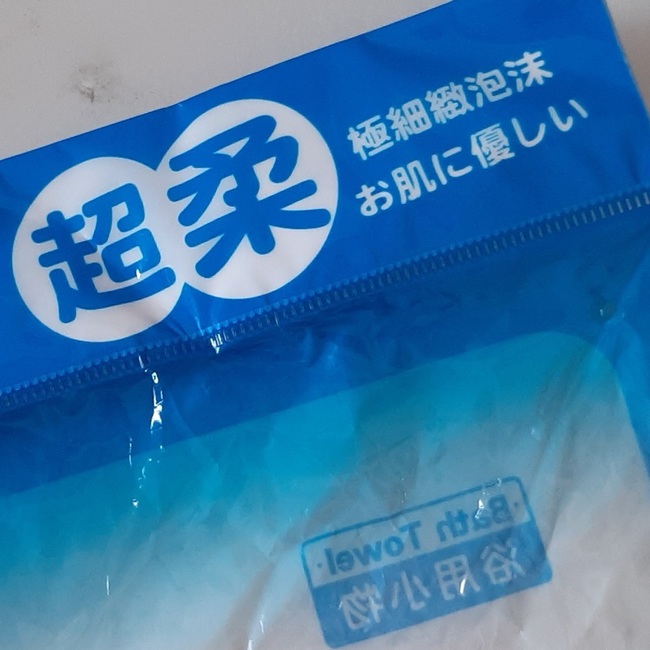 超柔
極細緻泡沫
お肌に優しい
Bath Towel
浴用小物